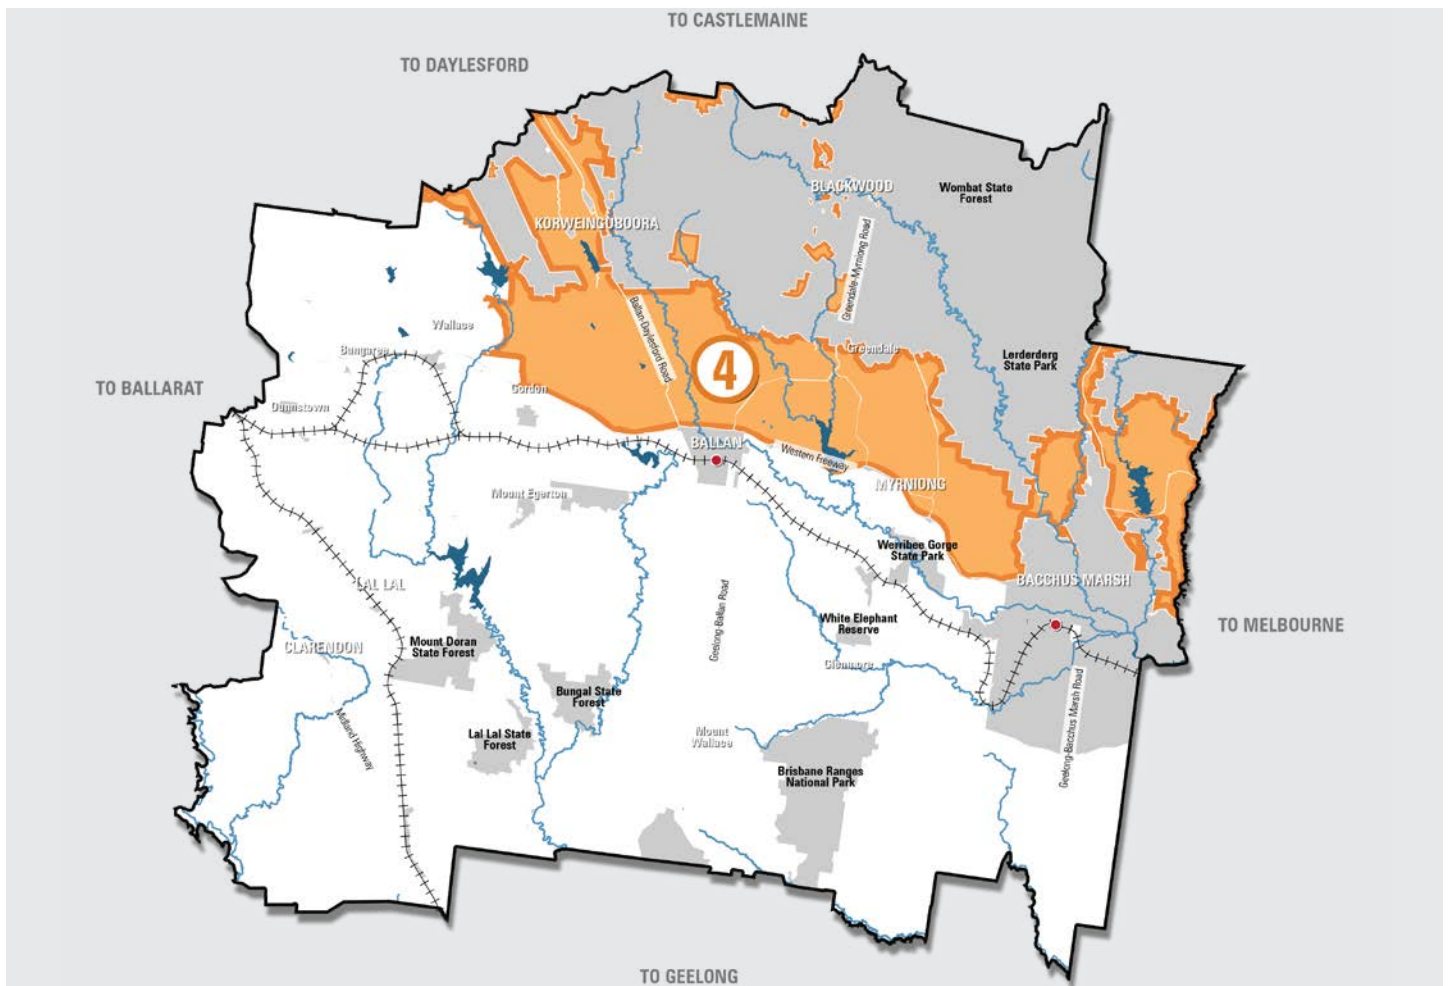 TO CASTLEMAINE
TO DAYLESFORD
BLACKWOOD
Wombat State
Forest
KORWEINGUBOORA
Greendale-Myrniong Road
Ballan-Daylesford Road
Wallace
Bungaree
Greendale
Lerderderg
State Park
4
TO BALLARAT
Gordon
Dunnstown
BALLAN
Western Freeway
MYRNIONG
Mount Egerton
Werribee Gorge
State Park
BACCHUS MARSH
LAL LAL
Geelong-Ballan Road
White Elephant
Reserve
TO MELBOURNE
Mount Doran
State Forest
CLARENDON
Glenmore
Bungal State
Forest
Geelong-Bacchus Marsh Road
Midland Highway
Lal Lal State
Forest
Mount
Wallace
Brisbane Ranges
National Park
TO GEELONG